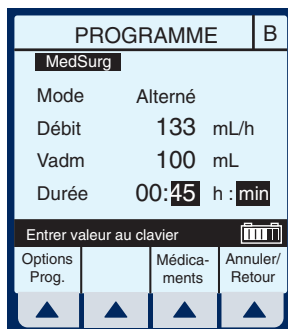 PROGRAMME B
MedSurg
Mode Alterné
Débit 133 mL/h
Vadm 100 mL
Durée 00:45 h : min
Entrer valeur au clavier
Options Médica- Annuler/
Prog. ments Retour